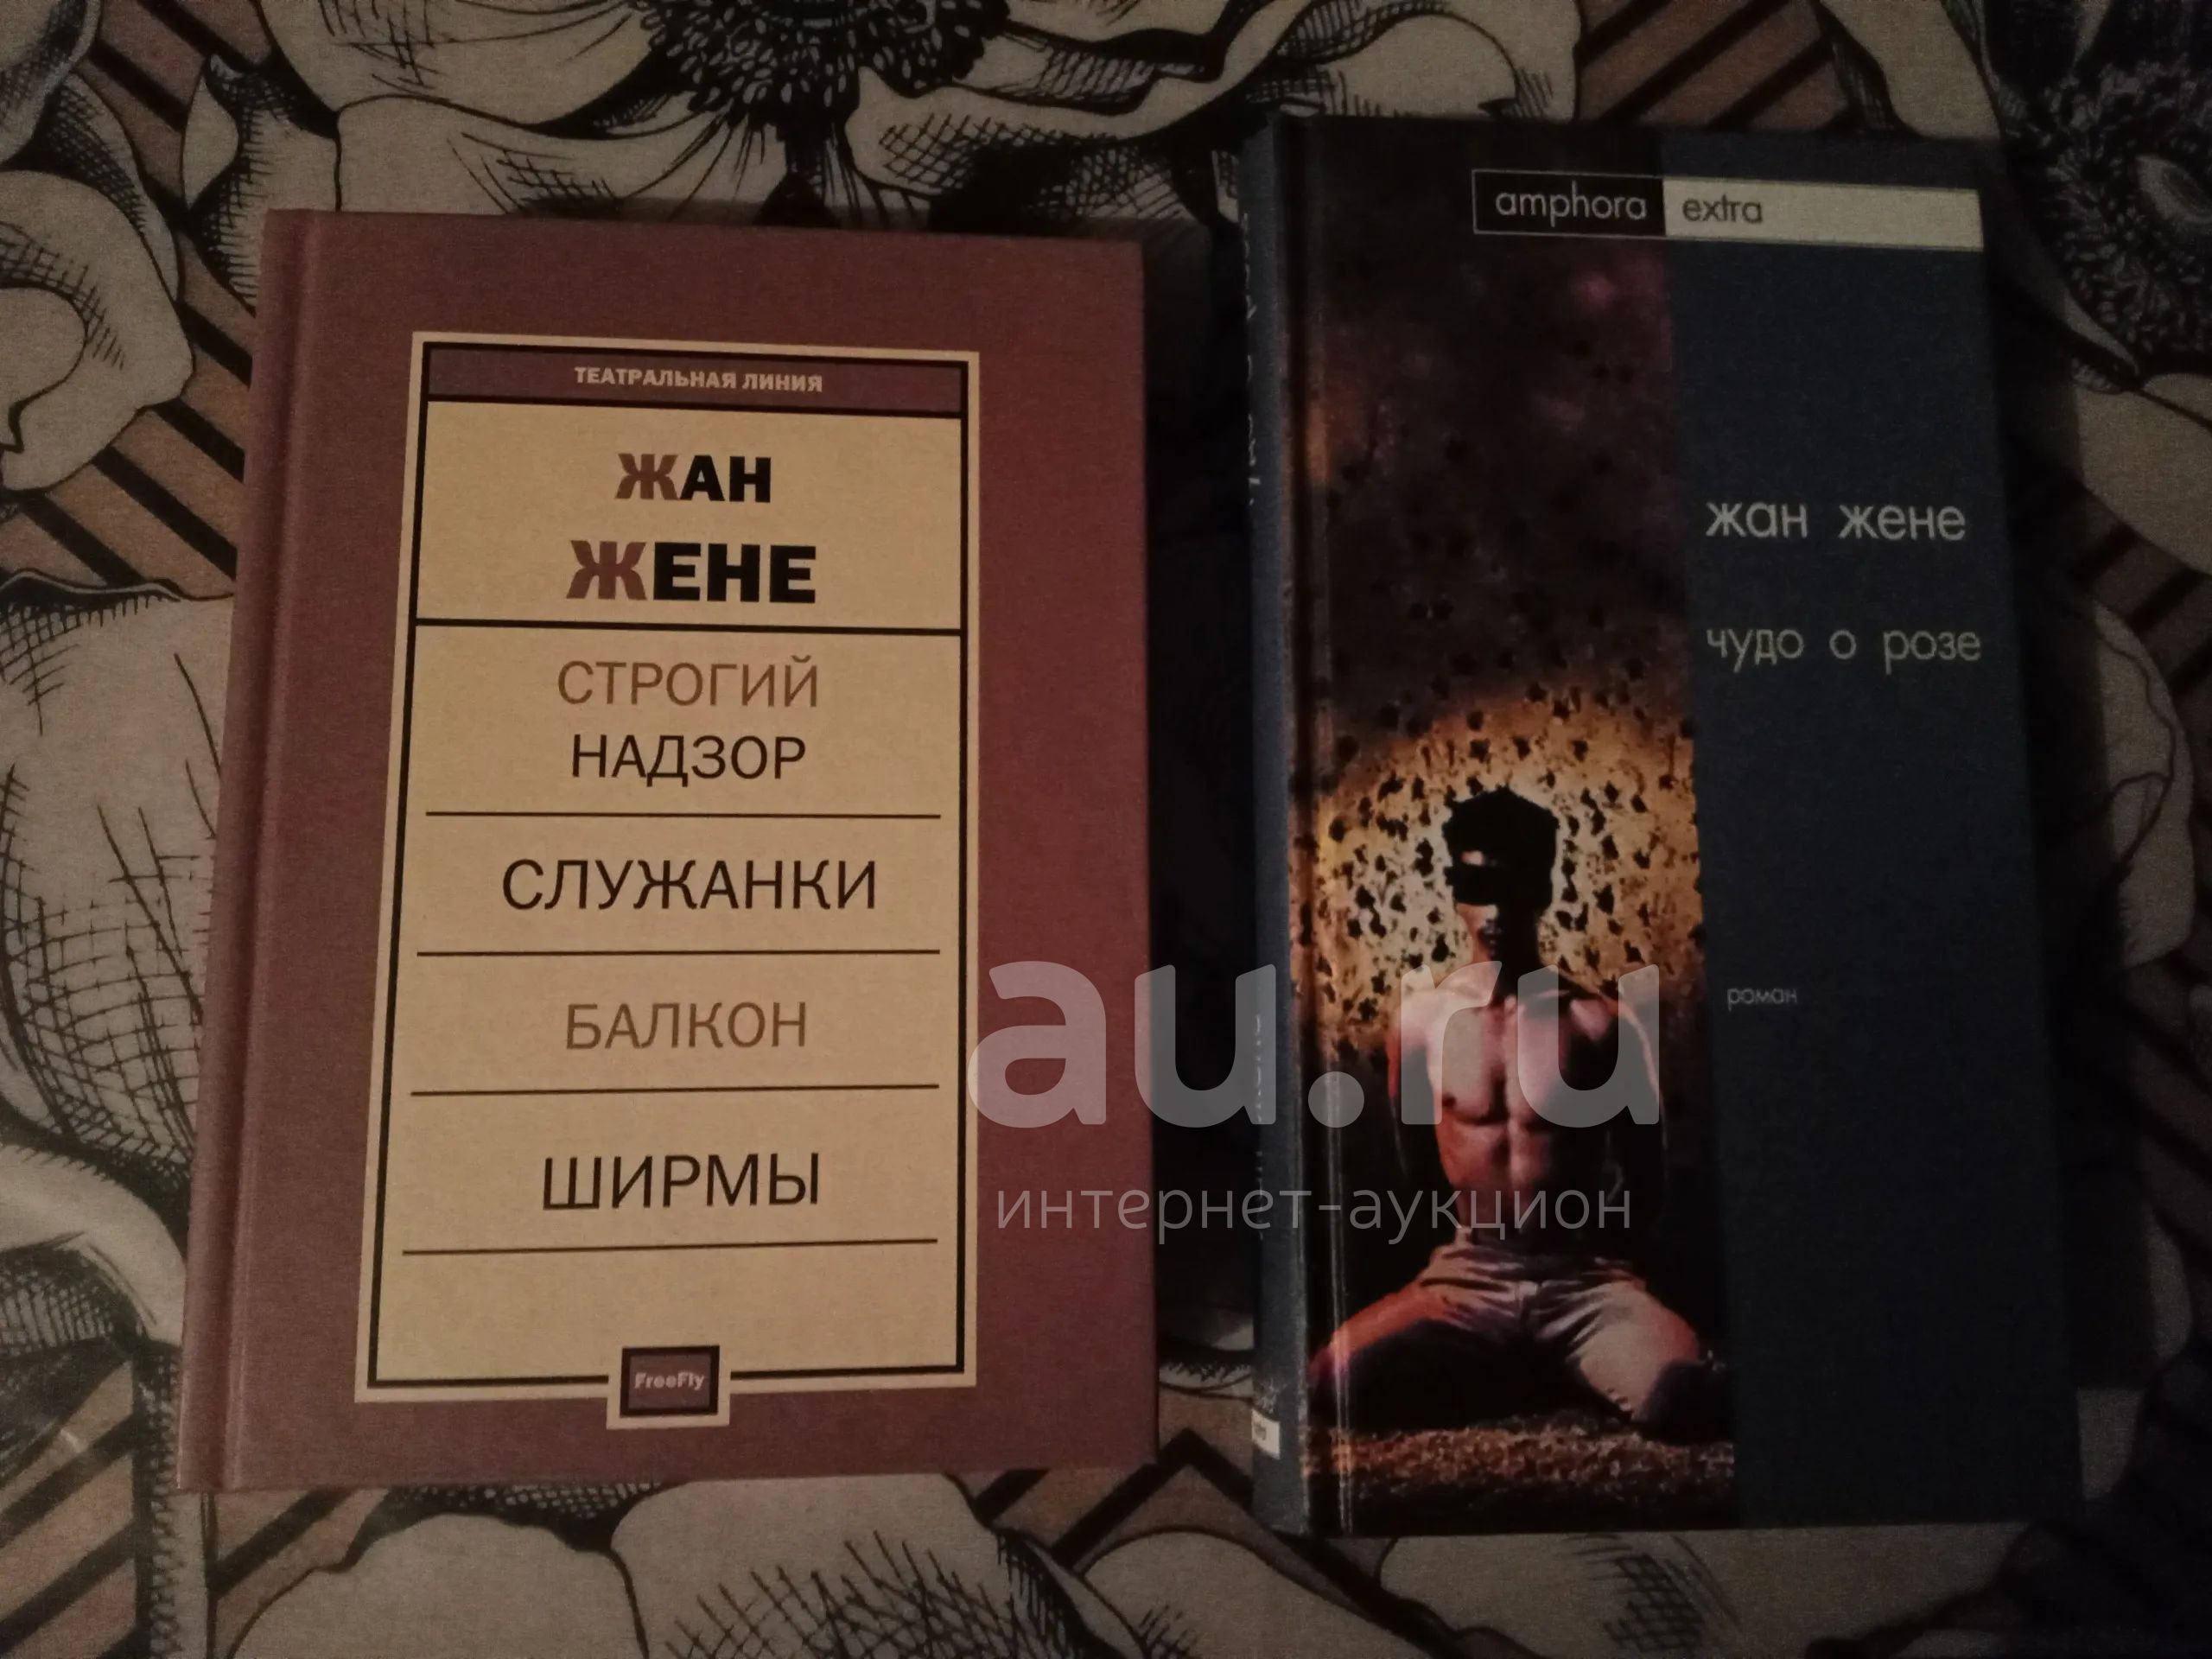 ТЕАТРАЛЬНАЯ ЛИНИЯ
ЖАН
ЖЕНЕ
СТРОГИЙ
НАДЗОР
СЛУЖАНКИ
БАЛКОН
ШИРМЫ
FreeFly
amphora extra
жан жене
чудо о розе
роман
au.ru
интернет-аукцион